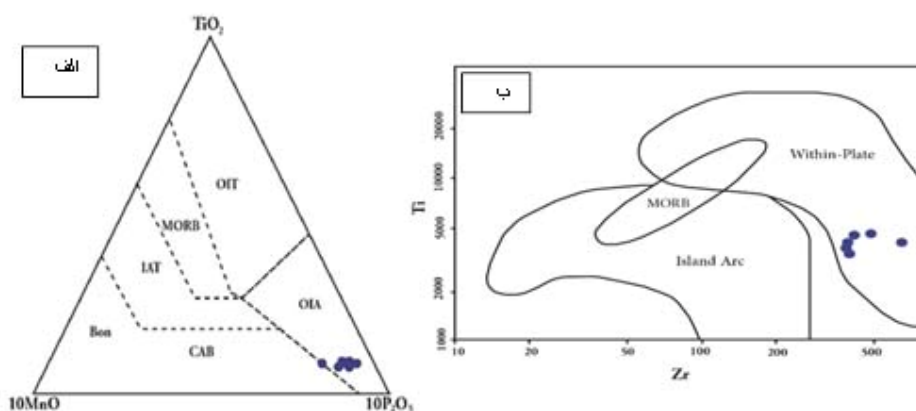 TiO2
الف
OIT
MORB
IAT
OIA
Bon
CAB
10MnO
10P2O5
ب
20000
10000
5000
2000
1000
Ti
Within-Plate
MORB
Island Arc
10
20
50
100
200
500
Zr